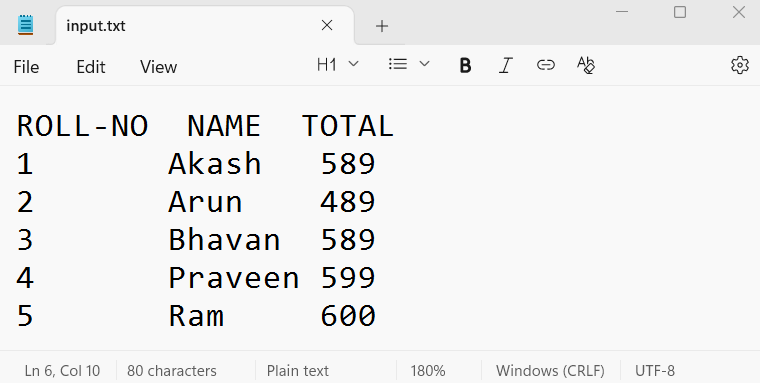 input.txt
File Edit View H1 B I A
ROLL-NO NAME TOTAL
1 Akash 589
2 Arun 489
3 Bhavan 589
4 Praveen 599
5 Ram 600
Ln 6, Col 10 80 characters Plain text 180% Windows (CRLF) UTF-8